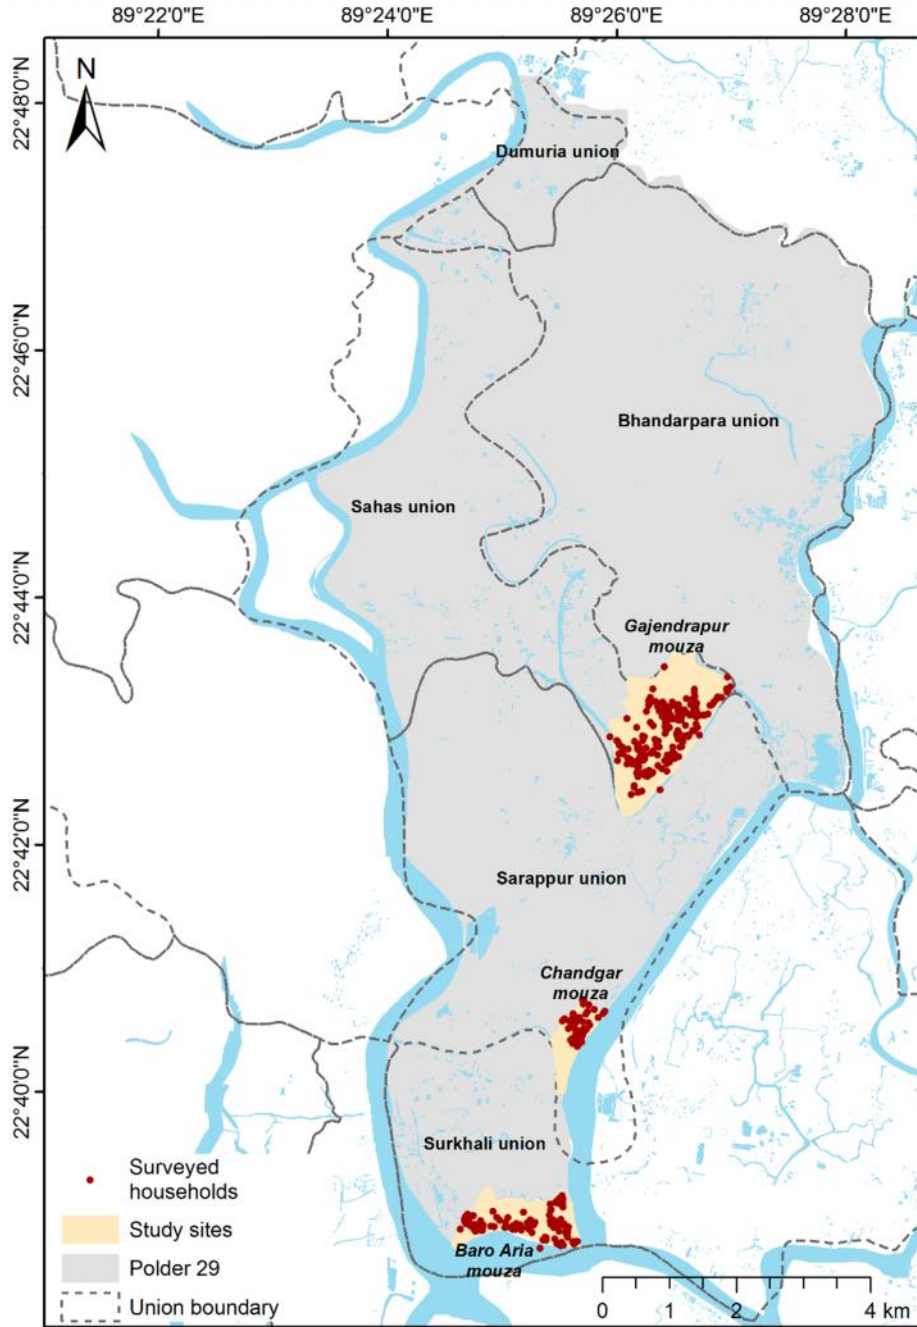 89°22'0"E
89°24'0"E
89°26'0"E
89°28'0"E
N
22°48'0"N
Dumuria union
22°46'0"N
Bhandarpara union
Sahas union
22°44'0"N
Gajendrapur
mouza
22°42'0"N
Sarappur union
Chandgar
mouza
22°40'0"N
Surkhali union
Surveyed
households
Study sites
Baro Aria
mouza
Polder 29
Union boundary
0 1 2 4 km